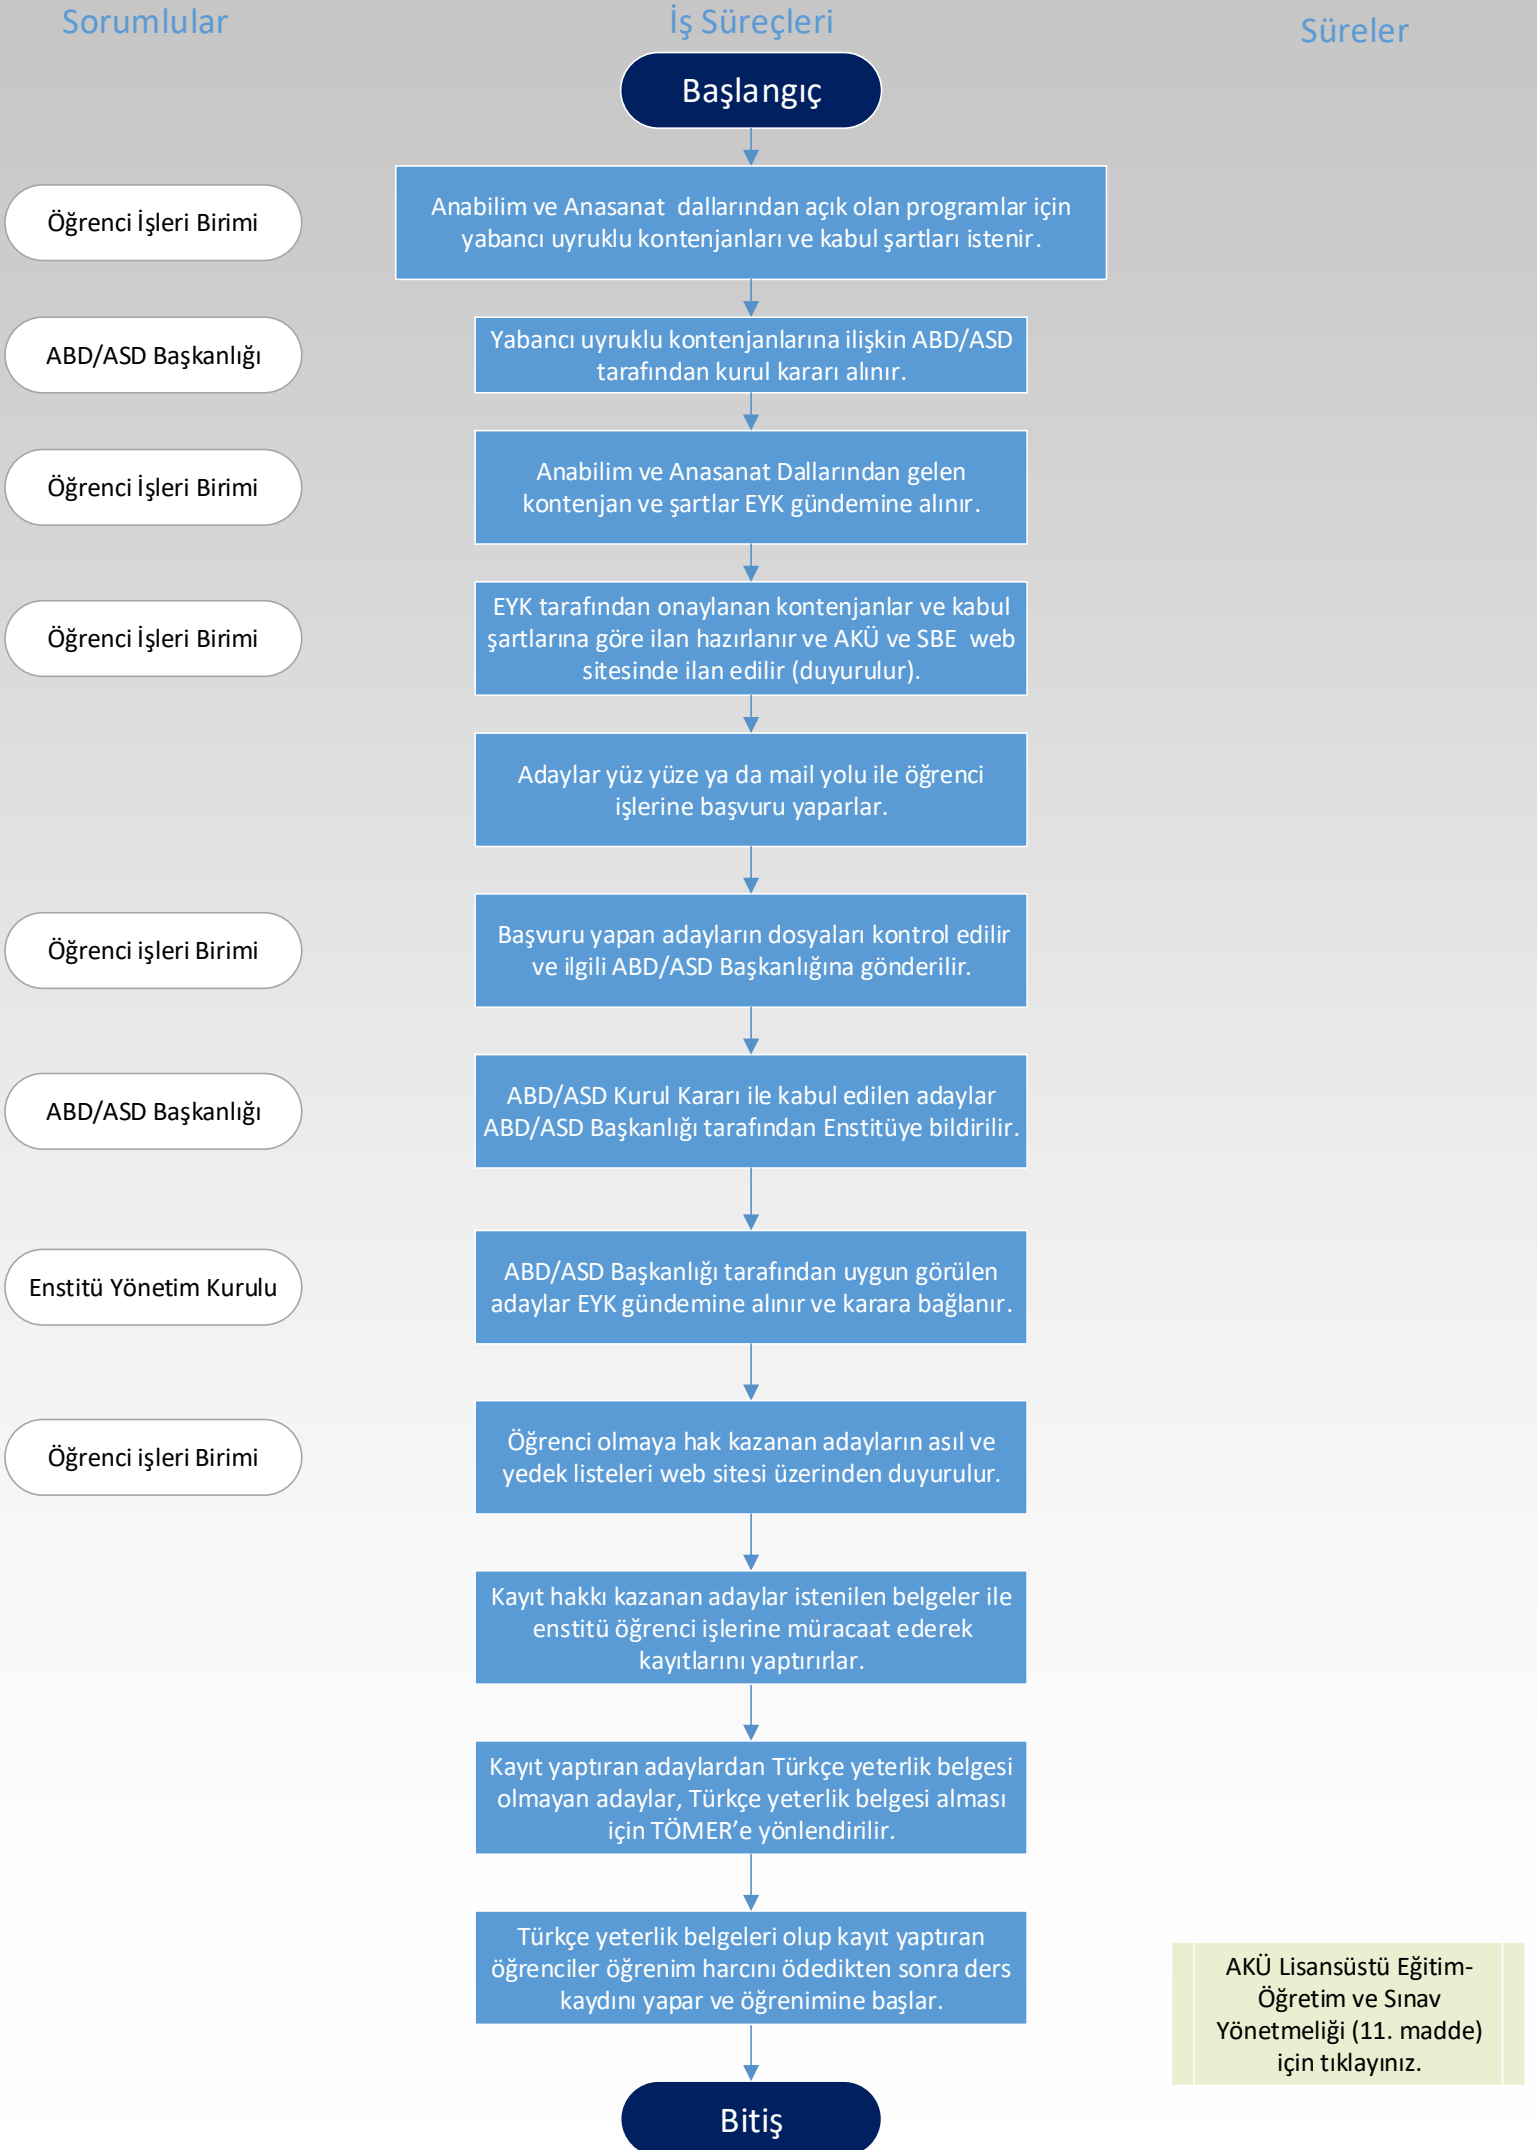 Sorumlular
İş Süreçleri
Süreler
Başlangıç
Öğrenci İşleri Birimi
Anabilim ve Anasanat dallarından açık olan programlar için
yabancı uyruklu kontenjanları ve kabul şartları istenir.
ABD/ASD Başkanlığı
Yabancı uyruklu kontenjanlarına ilişkin ABD/ASD
tarafından kurul kararı alınır.
Öğrenci İşleri Birimi
Anabilim ve Anasanat Dallarından gelen
kontenjan ve şartlar EYK gündemine alınır.
Öğrenci İşleri Birimi
EYK tarafından onaylanan kontenjanlar ve kabul
şartlarına göre ilan hazırlanır ve AKÜ ve SBE web
sitesinde ilan edilir (duyurulur).
Adaylar yüz yüze ya da mail yolu ile öğrenci
işlerine başvuru yaparlar.
Öğrenci işleri Birimi
Başvuru yapan adayların dosyaları kontrol edilir
ve ilgili ABD/ASD Başkanlığına gönderilir.
ABD/ASD Başkanlığı
ABD/ASD Kurul Kararı ile kabul edilen adaylar
ABD/ASD Başkanlığı tarafından Enstitüye bildirilir.
Enstitü Yönetim Kurulu
ABD/ASD Başkanlığı tarafından uygun görülen
adaylar EYK gündemine alınır ve karara bağlanır.
Öğrenci işleri Birimi
Öğrenci olmaya hak kazanan adayların asıl ve
yedek listeleri web sitesi üzerinden duyurulur.
Kayıt hakkı kazanan adaylar istenilen belgeler ile
enstitü öğrenci işlerine müracaat ederek
kayıtlarını yaptırırlar.
Kayıt yaptıran adaylardan Türkçe yeterlik belgesi
olmayan adaylar, Türkçe yeterlik belgesi alması
için TÖMER’e yönlendirilir.
Türkçe yeterlik belgeleri olup kayıt yaptıran
öğrenciler öğrenim harcını ödedikten sonra ders
kaydını yapar ve öğrenimine başlar.
AKÜ Lisansüstü Eğitim-
Öğretim ve Sınav
Yönetmeliği (11. madde)
için tıklayınız.
Bitiş